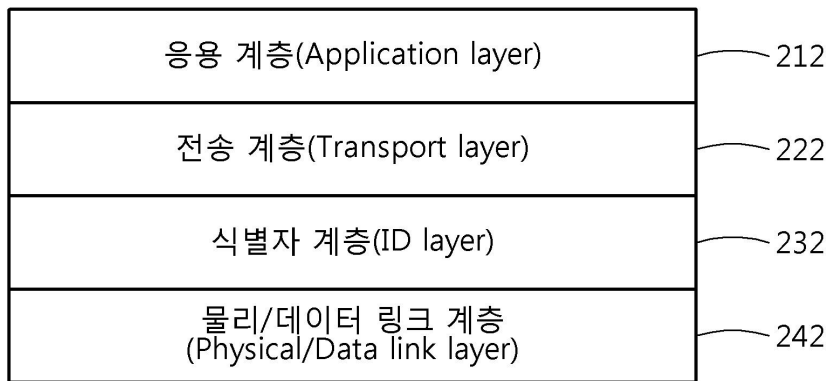 응용 계층(Application layer)
212
전송 계층(Transport layer)
222
식별자 계층(ID layer)
232
물리/데이터 링크 계층
(Physical/Data link layer)
242